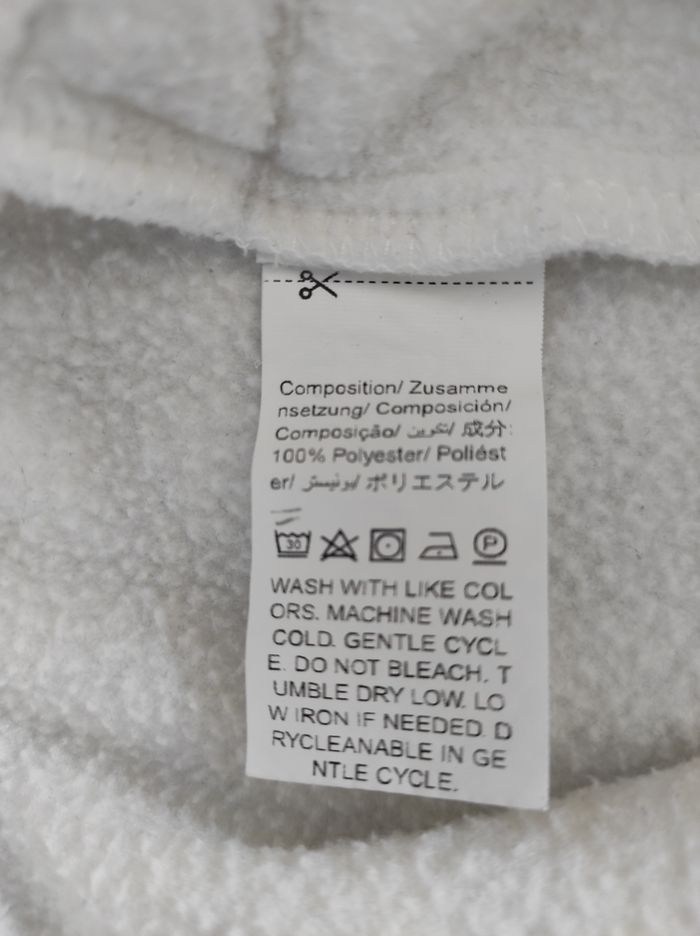 Composition/ Zusamme
nsetzung/ Composición/
Composição/ تكوين/ 成分:
100% Polyester/ Poliést
er/ بوليستر/ ポリエステル
30
P
WASH WITH LIKE COL
ORS. MACHINE WASH
COLD. GENTLE CYCL
E. DO NOT BLEACH. T
UMBLE DRY LOW. LO
W IRON IF NEEDED. D
RYCLEANABLE IN GE
NTLE CYCLE.